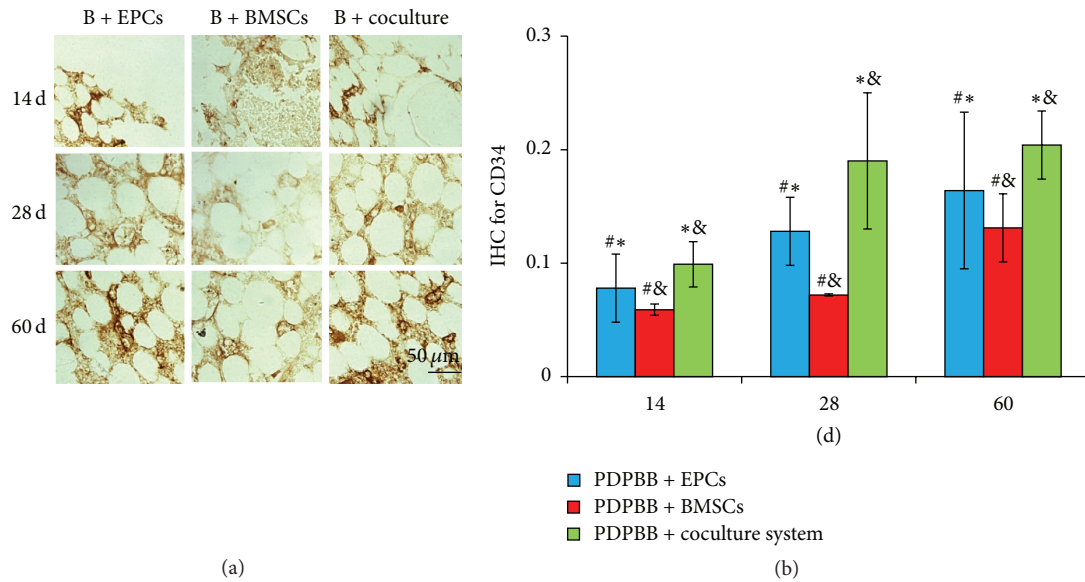 B + EPCs B + BMSCs B + coculture
14 d
28 d
60 d
50 μm
(a)
IHC for CD34
0.3
0.2
0.1
0
#* #& *&
#* #& *&
#* #& *&
14 28 60
(d)
PDPBB + EPCs
PDPBB + BMSCs
PDPBB + coculture system
(b)